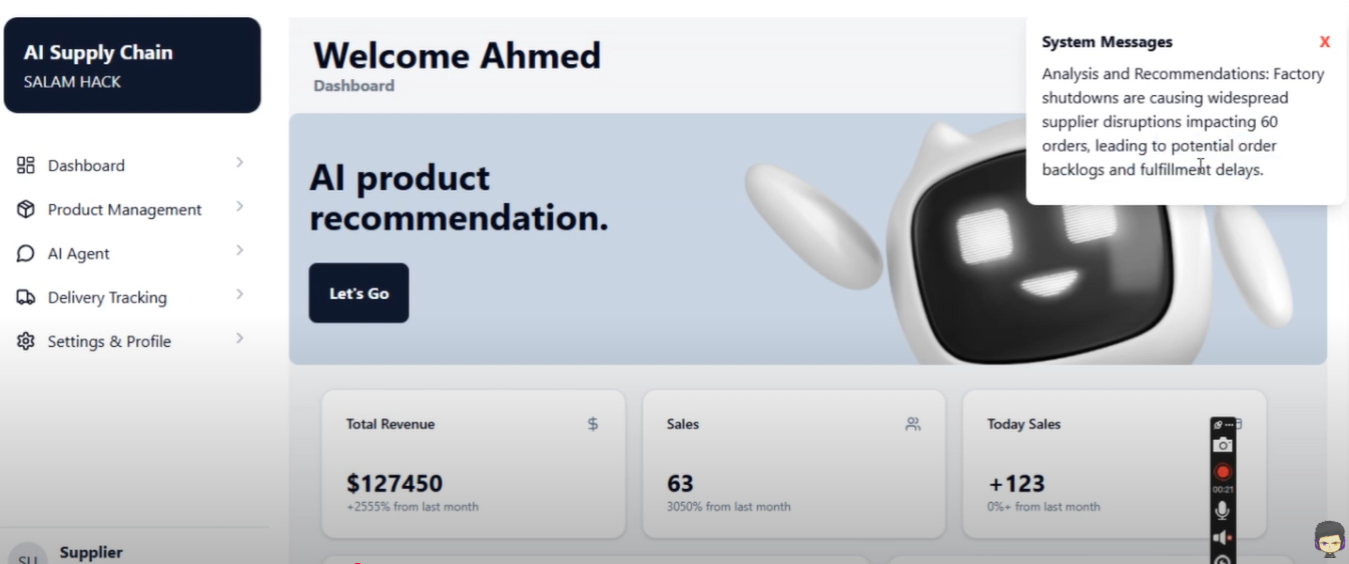 AI Supply Chain
SALAM HACK
Dashboard
Product Management
AI Agent
Delivery Tracking
Settings & Profile
SU
Supplier
Welcome Ahmed
Dashboard
AI product
recommendation.
Let's Go
System Messages
X
Analysis and Recommendations: Factory
shutdowns are causing widespread
supplier disruptions impacting 60
orders, leading to potential order
backlogs and fulfillment delays.
Total Revenue
$
$127450
+2555% from last month
Sales
63
3050% from last month
Today Sales
+123
0%+ from last month
00:21